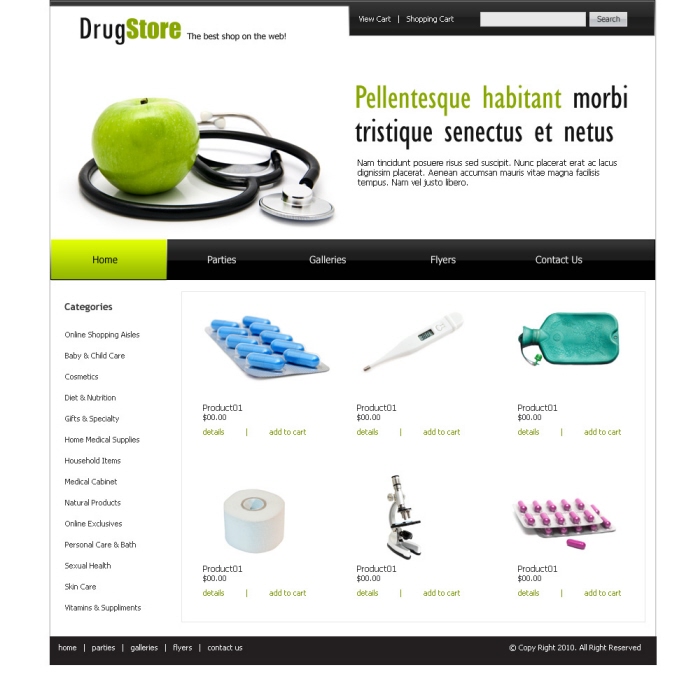 DrugStore The best shop on the web!
View Cart | Shopping Cart
Search
Pellentesque habitant morbi
tristique senectus et netus
Nam tincidunt posuere risus sed suscipit. Nunc placerat erat ac lacus
dignissim placerat. Aenean accumsan mauris vitae magna facilisis
tempus. Nam vel justo libero.
Home Parties Galleries Flyers Contact Us
Categories
Online Shopping Aisles
Baby & Child Care
Cosmetics
Diet & Nutrition
Gifts & Specialty
Home Medical Supplies
Household Items
Medical Cabinet
Natural Products
Online Exclusives
Personal Care & Bath
Sexual Health
Skin Care
Vitamins & Suppliments
Product01 Product01 Product01
$00.00 $00.00 $00.00
details | add to cart details | add to cart details | add to cart
Product01 Product01 Product01
$00.00 $00.00 $00.00
details | add to cart details | add to cart details | add to cart
home | parties | galleries | flyers | contact us
© Copy Right 2010. All Right Reserved